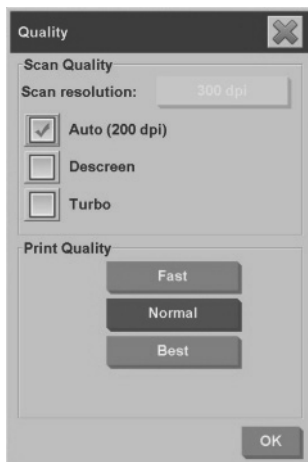 Quality
Scan Quality
Scan resolution: 300 dpi
Auto (200 dpi)
Descreen
Turbo
Print Quality
Fast
Normal
Best
OK